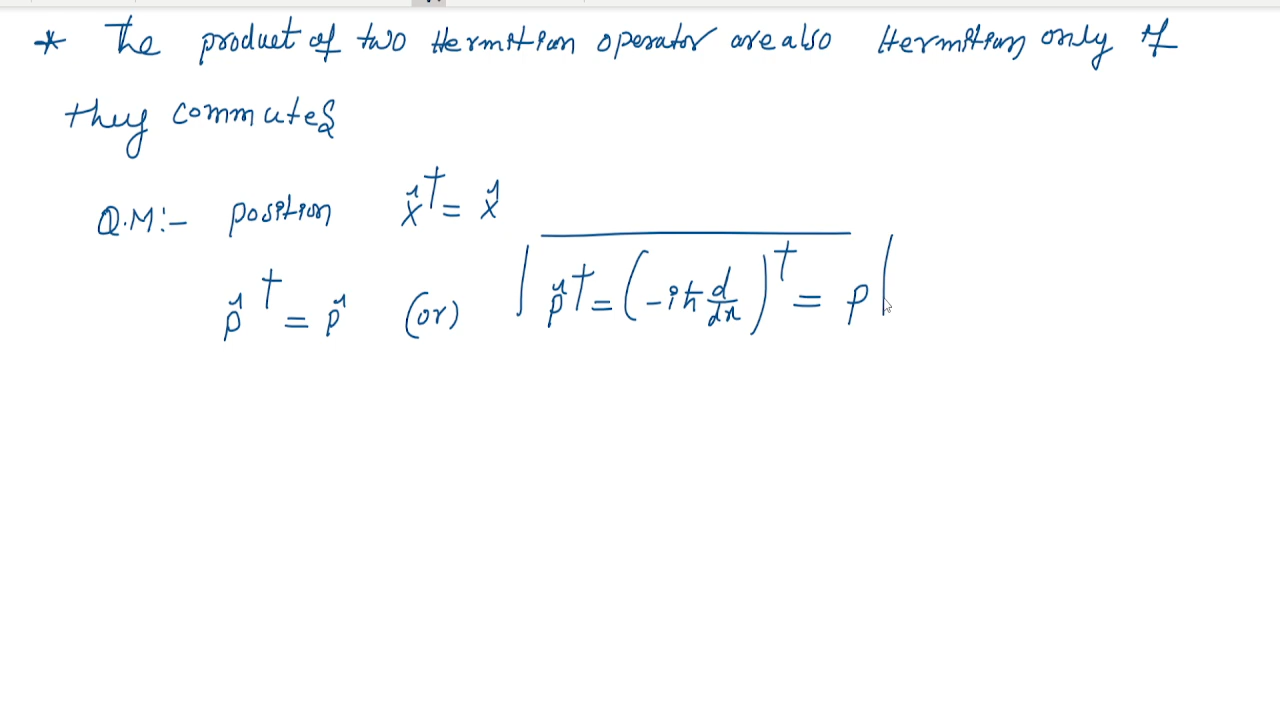 * The product of two Hermitian operator are also Hermitian only if
they commutes
Q.M:- position x̂† = x̂
p̂† = p̂ (or) p̂† = (-iħ d/dx)† = p